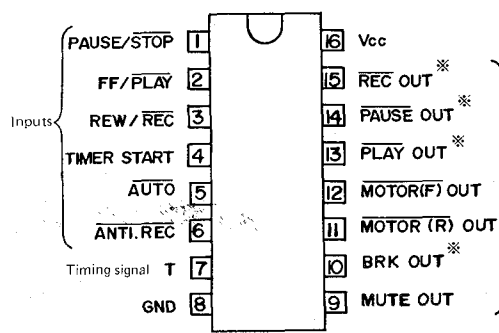 PAUSE/STOP 1 16 Vcc
FF/PLAY 2 15 REC OUT ※
REW/REC 3 14 PAUSE OUT ※
Inputs
TIMER START 4 13 PLAY OUT ※
AUTO 5 12 MOTOR(F) OUT
ANTI.REC 6 11 MOTOR (R) OUT
Timing signal T 7 10 BRK OUT ※
GND 8 9 MUTE OUT